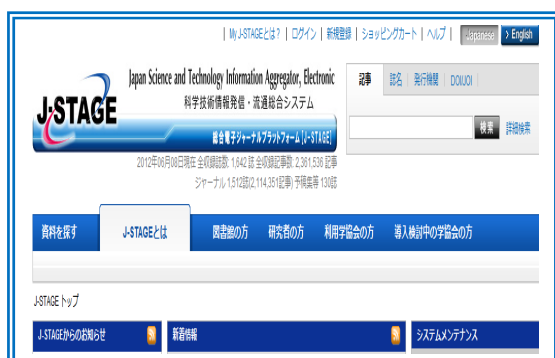 My J-STAGEとは? | ログイン | 新規登録 | ショッピングカート | ヘルプ | Japanese > English
J-STAGE
Japan Science and Technology Information Aggregator, Electronic
科学技術情報発信・流通総合システム
総合電子ジャーナルプラットフォーム [J-STAGE]
記事 誌名 | 発行機関 | DOI/JOI
検索 詳細検索
2012年06月08日現在 全収録誌数: 1,642 誌 全収録記事数: 2,361,536 記事
ジャーナル 1,512誌(2,114,351記事) 予稿集等 130誌
資料を探す J-STAGEとは 図書館の方 研究者の方 利用学協会の方 導入検討中の学協会の方
J-STAGE トップ
J-STAGEからのお知らせ 新着情報 システムメンテナンス